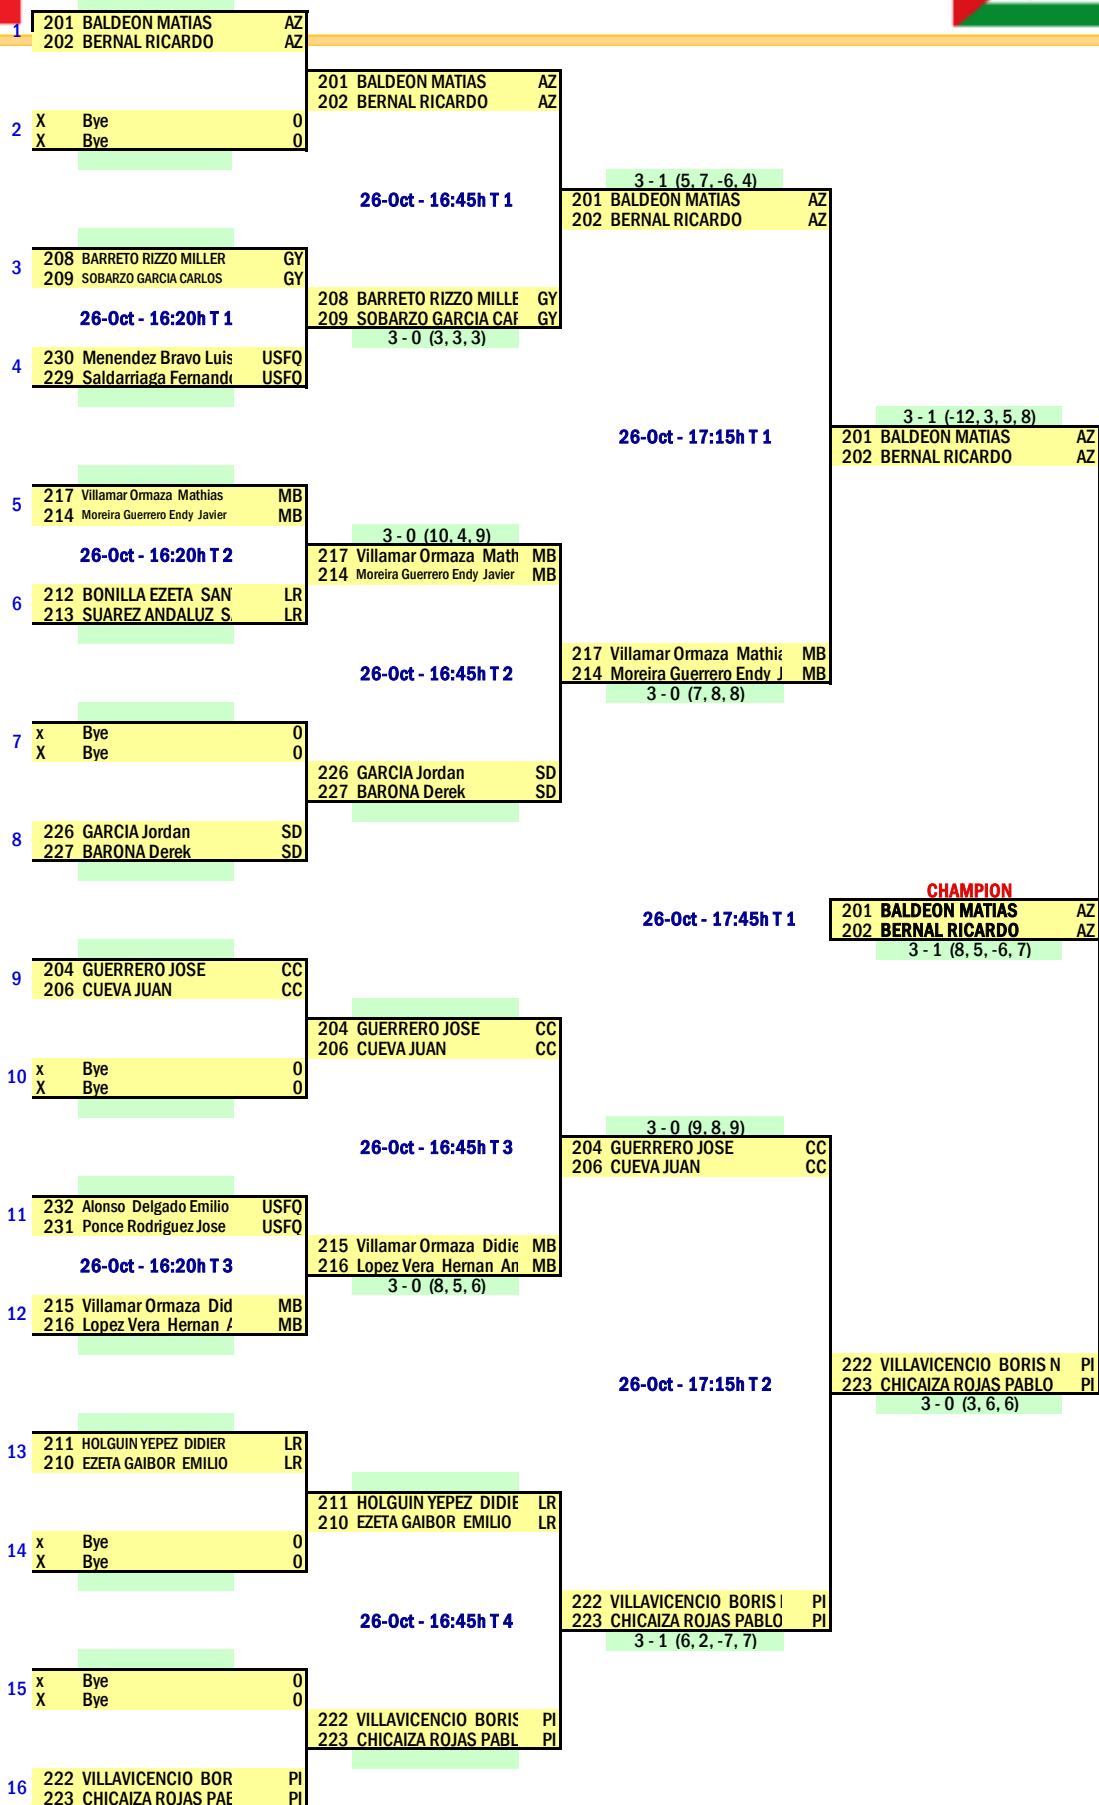 1
201 BALDEON MATIAS AZ
202 BERNAL RICARDO AZ
201 BALDEON MATIAS AZ
202 BERNAL RICARDO AZ
2
X Bye 0
X Bye 0
26-Oct - 16:45h T 1
3 - 1 (5, 7, -6, 4)
201 BALDEON MATIAS AZ
202 BERNAL RICARDO AZ
3
208 BARRETO RIZZO MILLER GY
209 SOBARZO GARCIA CARLOS GY
26-Oct - 16:20h T 1
208 BARRETO RIZZO MILLE GY
209 SOBARZO GARCIA CAR GY
3 - 0 (3, 3, 3)
4
230 Menendez Bravo Luis USFQ
229 Saldarriaga Fernando USFQ
26-Oct - 17:15h T 1
3 - 1 (-12, 3, 5, 8)
201 BALDEON MATIAS AZ
202 BERNAL RICARDO AZ
5
217 Villamar Ormaza Mathias MB
214 Moreira Guerrero Endy Javier MB
26-Oct - 16:20h T 2
3 - 0 (10, 4, 9)
217 Villamar Ormaza Math MB
214 Moreira Guerrero Endy Javier MB
6
212 BONILLA EZETA SAN LR
213 SUAREZ ANDALUZ S. LR
26-Oct - 16:45h T 2
217 Villamar Ormaza Mathia MB
214 Moreira Guerrero Endy J MB
3 - 0 (7, 8, 8)
7
x Bye 0
X Bye 0
226 GARCIA Jordan SD
227 BARONA Derek SD
8
226 GARCIA Jordan SD
227 BARONA Derek SD
CHAMPION
26-Oct - 17:45h T 1
201 BALDEON MATIAS AZ
202 BERNAL RICARDO AZ
3 - 1 (8, 5, -6, 7)
9
204 GUERRERO JOSE CC
206 CUEVA JUAN CC
204 GUERRERO JOSE CC
206 CUEVA JUAN CC
10
x Bye 0
X Bye 0
26-Oct - 16:45h T 3
3 - 0 (9, 8, 9)
204 GUERRERO JOSE CC
206 CUEVA JUAN CC
11
232 Alonso Delgado Emilio USFQ
231 Ponce Rodriguez Jose USFQ
26-Oct - 16:20h T 3
215 Villamar Ormaza Didie MB
216 Lopez Vera Hernan An MB
3 - 0 (8, 5, 6)
12
215 Villamar Ormaza Did MB
216 Lopez Vera Hernan A MB
26-Oct - 17:15h T 2
222 VILLAVICENCIO BORIS N PI
223 CHICAIZA ROJAS PABLO PI
3 - 0 (3, 6, 6)
13
211 HOLGUIN YEPEZ DIDIER LR
210 EZETA GAIBOR EMILIO LR
211 HOLGUIN YEPEZ DIDIE LR
210 EZETA GAIBOR EMILIO LR
14
x Bye 0
X Bye 0
26-Oct - 16:45h T 4
222 VILLAVICENCIO BORIS PI
223 CHICAIZA ROJAS PABLO PI
3 - 1 (6, 2, -7, 7)
15
x Bye 0
X Bye 0
222 VILLAVICENCIO BORIS PI
223 CHICAIZA ROJAS PABL PI
16
222 VILLAVICENCIO BOR PI
223 CHICAIZA ROJAS PAE PI